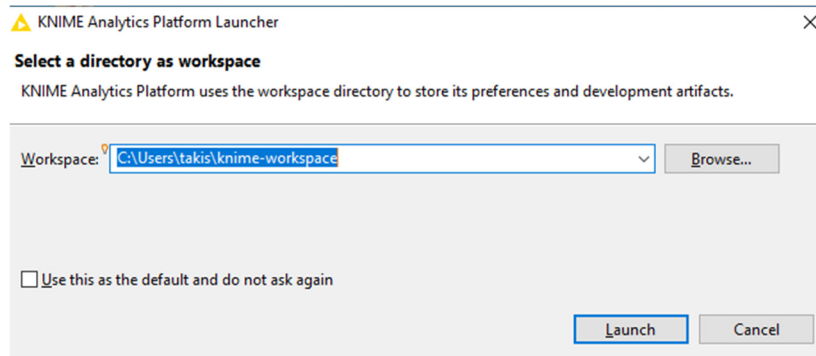 KNIME Analytics Platform Launcher
Select a directory as workspace
KNIME Analytics Platform uses the workspace directory to store its preferences and development artifacts.
Workspace: C:\Users\takis\knime-workspace Browse...
Use this as the default and do not ask again
Launch Cancel